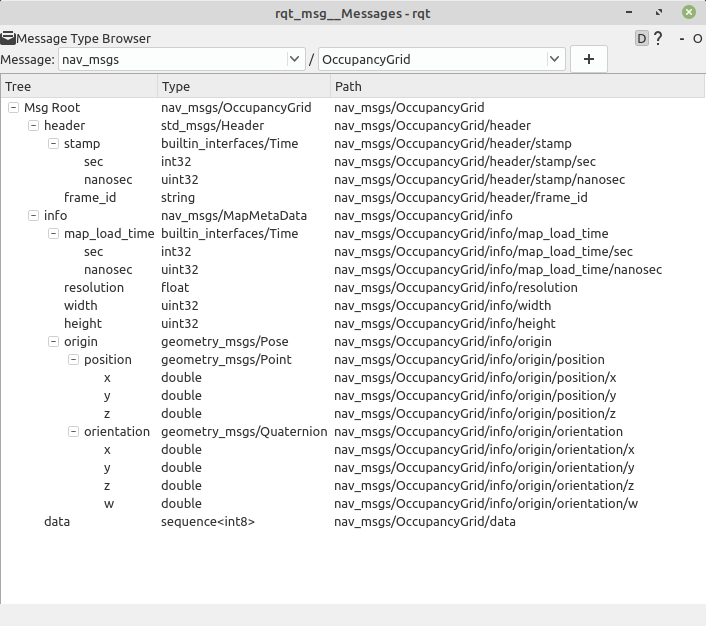 rqt_msg__Messages - rqt
Message Type Browser D ? - O
Message: nav_msgs / OccupancyGrid +
Tree Type Path
Msg Root nav_msgs/OccupancyGrid nav_msgs/OccupancyGrid
header std_msgs/Header nav_msgs/OccupancyGrid/header
stamp builtin_interfaces/Time nav_msgs/OccupancyGrid/header/stamp
sec int32 nav_msgs/OccupancyGrid/header/stamp/sec
nanosec uint32 nav_msgs/OccupancyGrid/header/stamp/nanosec
frame_id string nav_msgs/OccupancyGrid/header/frame_id
info nav_msgs/MapMetaData nav_msgs/OccupancyGrid/info
map_load_time builtin_interfaces/Time nav_msgs/OccupancyGrid/info/map_load_time
sec int32 nav_msgs/OccupancyGrid/info/map_load_time/sec
nanosec uint32 nav_msgs/OccupancyGrid/info/map_load_time/nanosec
resolution float nav_msgs/OccupancyGrid/info/resolution
width uint32 nav_msgs/OccupancyGrid/info/width
height uint32 nav_msgs/OccupancyGrid/info/height
origin geometry_msgs/Pose nav_msgs/OccupancyGrid/info/origin
position geometry_msgs/Point nav_msgs/OccupancyGrid/info/origin/position
x double nav_msgs/OccupancyGrid/info/origin/position/x
y double nav_msgs/OccupancyGrid/info/origin/position/y
z double nav_msgs/OccupancyGrid/info/origin/position/z
orientation geometry_msgs/Quaternion nav_msgs/OccupancyGrid/info/origin/orientation
x double nav_msgs/OccupancyGrid/info/origin/orientation/x
y double nav_msgs/OccupancyGrid/info/origin/orientation/y
z double nav_msgs/OccupancyGrid/info/origin/orientation/z
w double nav_msgs/OccupancyGrid/info/origin/orientation/w
data sequence<int8> nav_msgs/OccupancyGrid/data